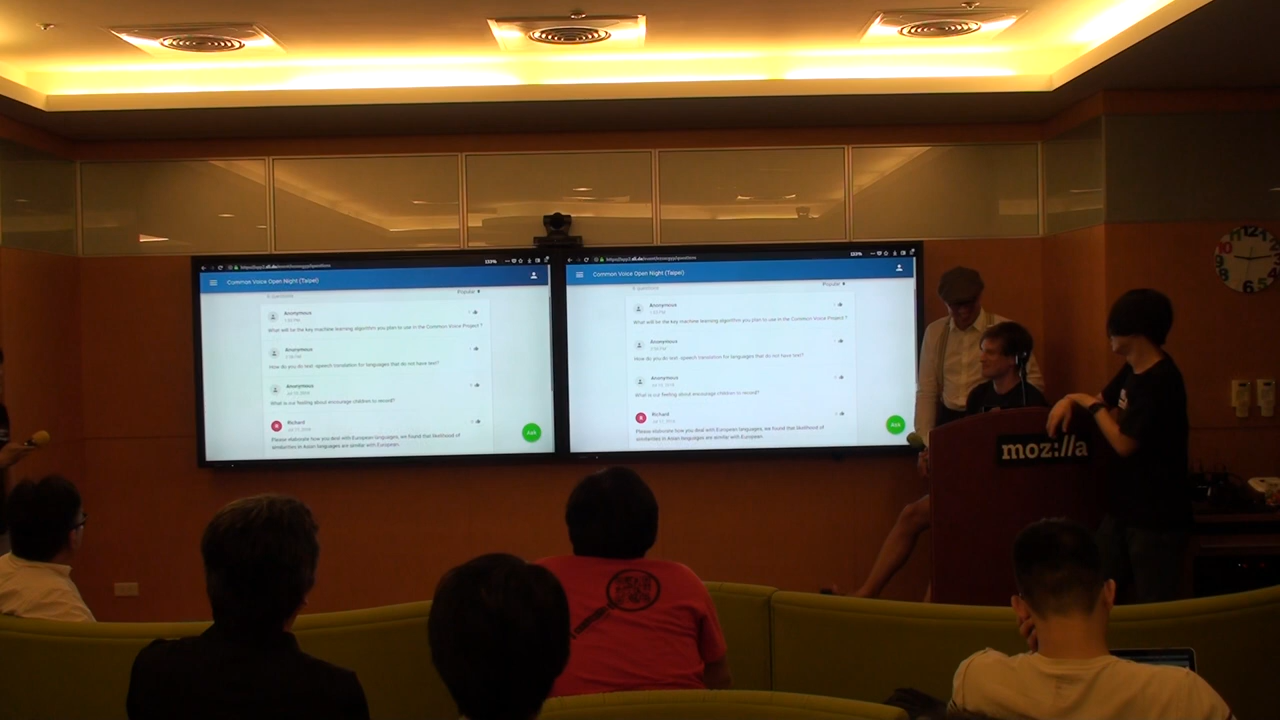 Common Voice Open Night (Taipei)
133%
questions
Popular
Anonymous
What will be the key machine learning algorithm you plan to use in the Common Voice Project ?
Anonymous
How do you do text -speech translation for languages that do not have text?
Anonymous
What is our feeling about encourage children to record?
R
Richard
Please elaborate how you deal with European languages, we found that likelihood of
similarities in Asian languages are similar with European.
Ask
Common Voice Open Night (Taipei)
133%
questions
Popular
Anonymous
What will be the key machine learning algorithm you plan to use in the Common Voice Project ?
Anonymous
How do you do text -speech translation for languages that do not have text?
Anonymous
What is our feeling about encourage children to record?
R
Richard
Please elaborate how you deal with European languages, we found that likelihood of
similarities in Asian languages are similar with European.
Ask
moz://a